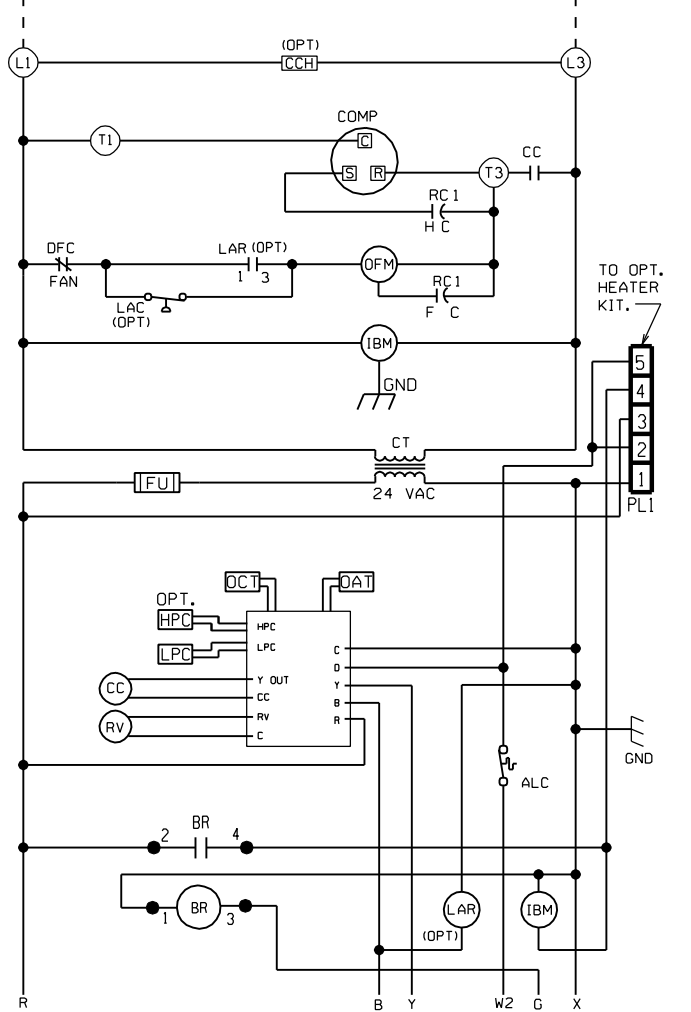 (OPT)
L1
CCH
L3
COMP
T1
C
CC
S
R
T3
RC1
H C
DFC
LAR (OPT)
FAN
1 3
OFM
TO OPT.
HEATER
KIT.
RC1
F C
LAC
(OPT)
IBM
5
GND
4
3
CT
2
FU
1
24 VAC
PL1
OCT
OAT
OPT.
HPC
HPC
LPC
LPC
C
D
Y OUT
Y
CC
CC
B
RV
R
RV
C
GND
ALC
BR
2
4
BR
1
3
LAR
IBM
(OPT)
R
B
Y
W2
G
X